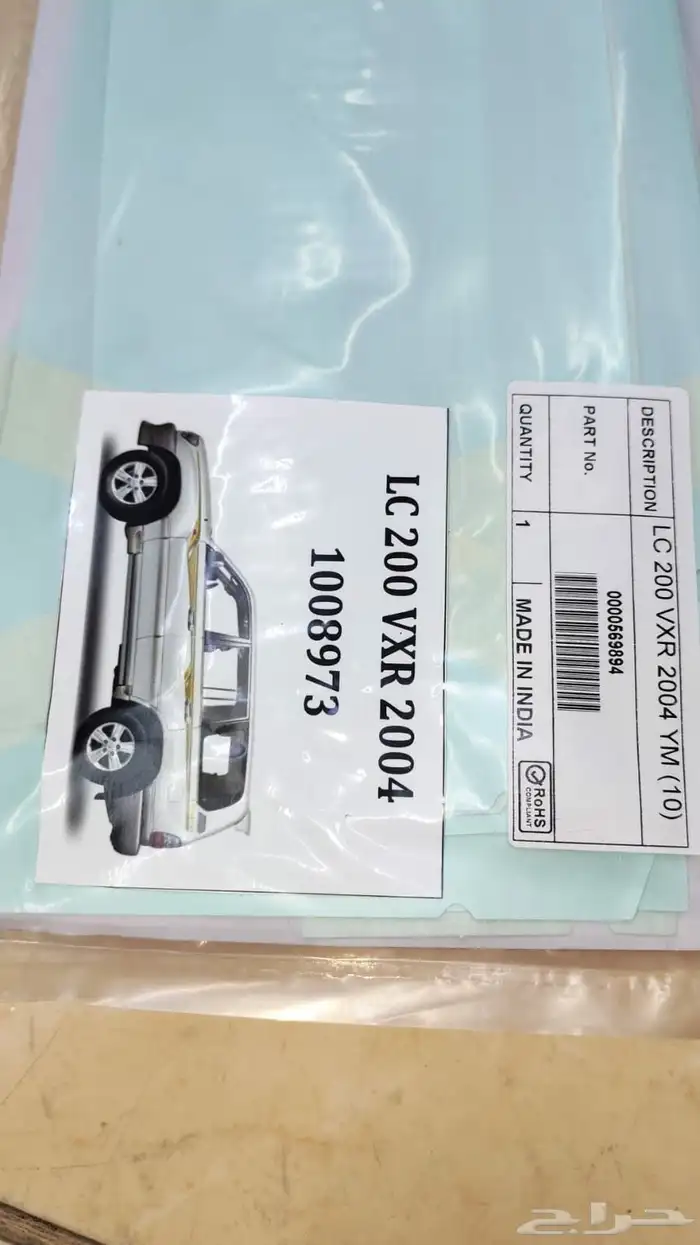 LC 200 VXR 2004
1008973
DESCRIPTION LC 200 VXR 2004 YM (10)
PART No. 0000569894
QUANTITY 1 MADE IN INDIA
RoHS
COMPLIANT
حراج